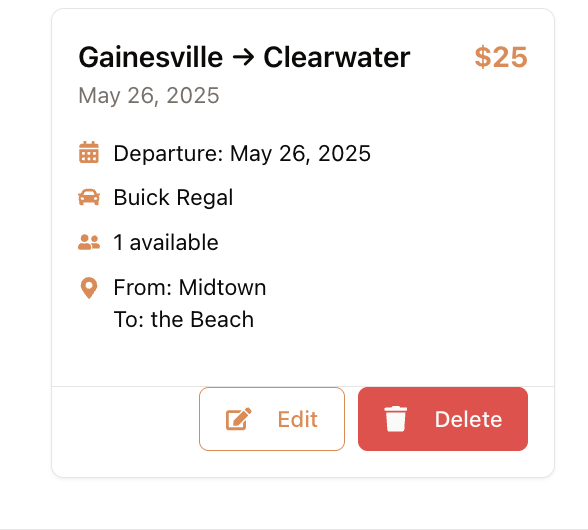 Gainesville → Clearwater
$25
May 26, 2025
Departure: May 26, 2025
Buick Regal
1 available
From: Midtown
To: the Beach
Edit
Delete